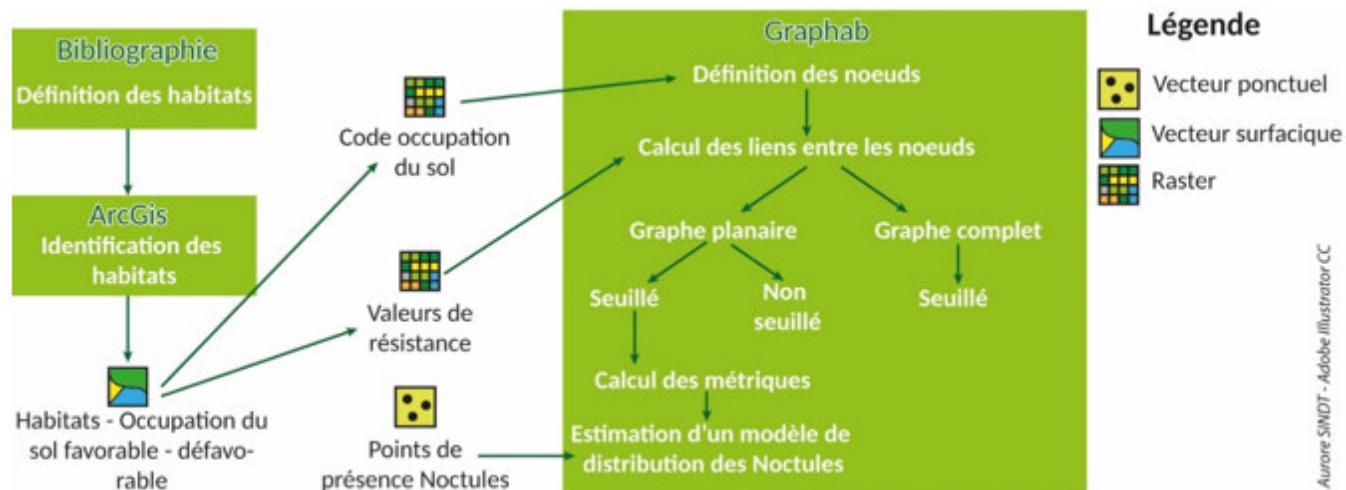 Bibliographie
Définition des habitats
ArcGis
Identification des
habitats
Habitats - Occupation du
sol favorable - défavo-
rable
Code occupation
du sol
Valeurs de
résistance
Points de
présence Noctules
Graphab
Définition des noeuds
Calcul des liens entre les noeuds
Graphe planaire
Graphe complet
Seuillé
Non
seuillé
Seuillé
Calcul des métriques
Estimation d'un modèle de
distribution des Noctules
Légende
Vecteur ponctuel
Vecteur surfacique
Raster
Aurore SINDT - Adobe Illustrator CC